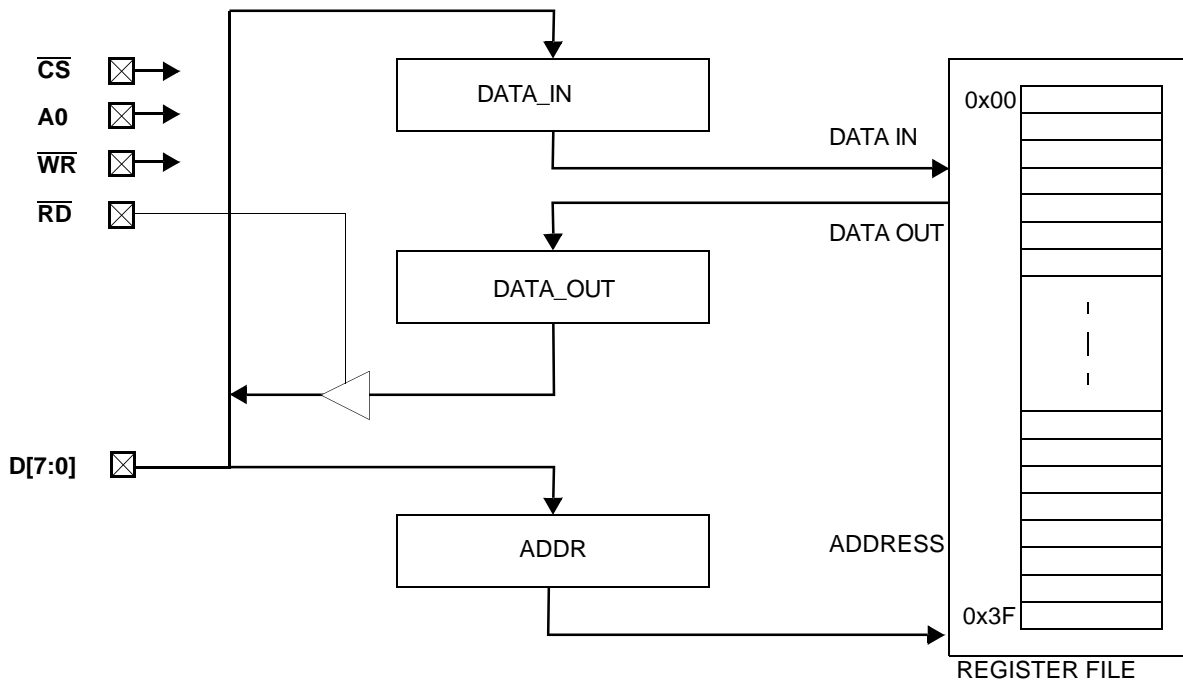 CS
A0
WR
RD
D[7:0]
DATA_IN
DATA IN
DATA OUT
DATA_OUT
ADDR
ADDRESS
0x00
0x3F
REGISTER FILE